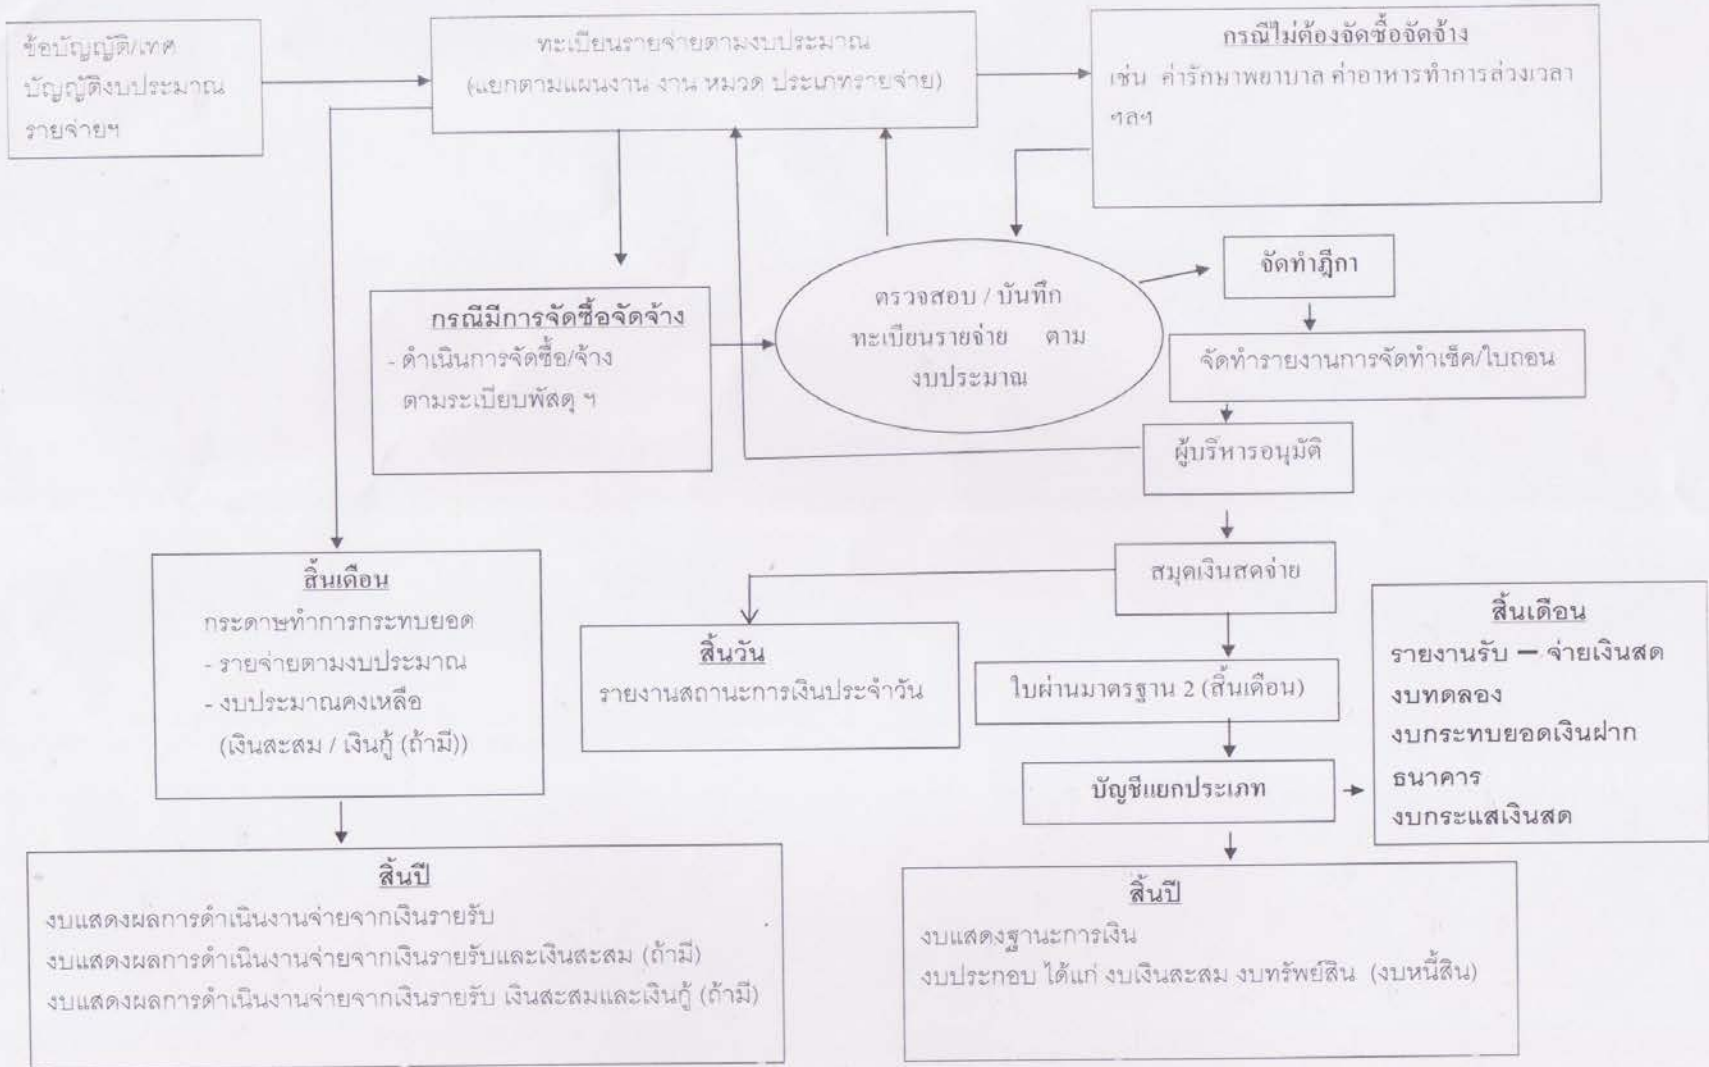 ข้อบัญญัติ/เทศ
บัญญัติงบประมาณ
รายจ่ายฯ
ทะเบียนรายจ่ายตามงบประมาณ
(แยกตามแผนงาน งาน หมวด ประเภทรายจ่าย)
กรณีไม่ต้องจัดซื้อจัดจ้าง
เช่น ค่ารักษาพยาบาล ค่าอาหารทำการล่วงเวลา
ฯลฯ
กรณีมีการจัดซื้อจัดจ้าง
- ดำเนินการจัดซื้อ/จ้าง
ตามระเบียบพัสดุ ฯ
ตรวจสอบ / บันทึก
ทะเบียนรายจ่าย ตาม
งบประมาณ
จัดทำฎีกา
จัดทำรายงานการจัดทำเช็ค/ใบถอน
ผู้บริหารอนุมัติ
สมุดเงินสดจ่าย
สิ้นเดือน
กระดาษทำการกระทบยอด
- รายจ่ายตามงบประมาณ
- งบประมาณคงเหลือ
(เงินสะสม / เงินกู้ (ถ้ามี))
สิ้นวัน
รายงานสถานะการเงินประจำวัน
ใบผ่านมาตรฐาน 2 (สิ้นเดือน)
บัญชีแยกประเภท
สิ้นเดือน
รายงานรับ – จ่ายเงินสด
งบทดลอง
งบกระทบยอดเงินฝาก
ธนาคาร
งบกระแสเงินสด
สิ้นปี
งบแสดงผลการดำเนินงานจ่ายจากเงินรายรับ
งบแสดงผลการดำเนินงานจ่ายจากเงินรายรับและเงินสะสม (ถ้ามี)
งบแสดงผลการดำเนินงานจ่ายจากเงินรายรับ เงินสะสมและเงินกู้ (ถ้ามี)
สิ้นปี
งบแสดงฐานะการเงิน
งบประกอบ ได้แก่ งบเงินสะสม งบทรัพย์สิน (งบหนี้สิน)